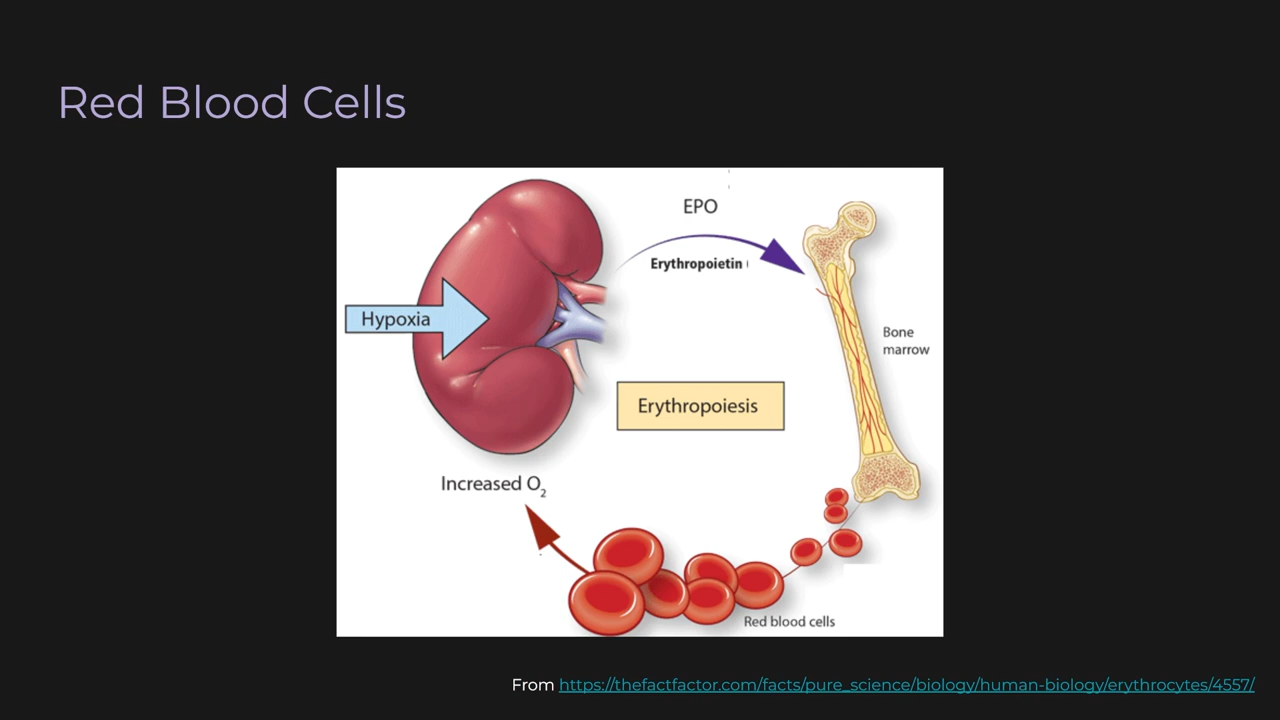 Red Blood Cells
EPO
Erythropoietin
Hypoxia
Bone
marrow
Erythropoiesis
Increased O₂
Red blood cells
From https://thefactfactor.com/facts/pure_science/biology/human-biology/erythrocytes/4557/